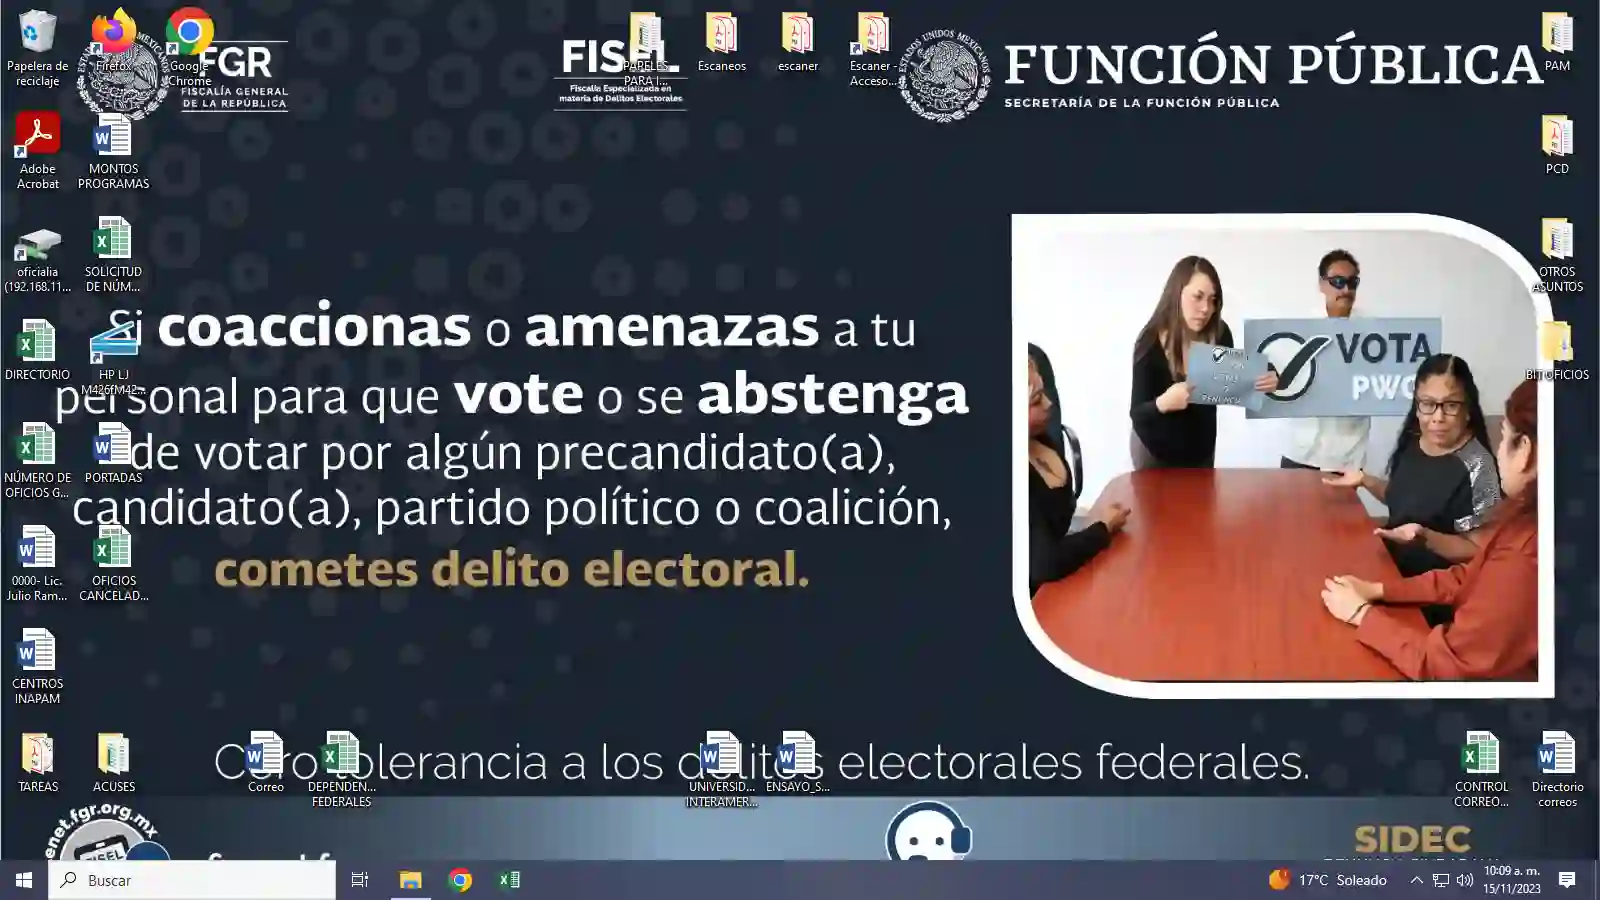 Papelera de
reciclaje
Firefox
Google
Chrome
FGR
FISCALÍA GENERAL
DE LA REPÚBLICA
FISEL
Fiscalía Especializada en
materia de Delitos Electorales
PAPELES
PARA I...
Escaneos
escaner
Escaner -
Acceso...
ESTADOS UNIDOS MEXICANOS
FUNCIÓN PÚBLICA
SECRETARÍA DE LA FUNCIÓN PÚBLICA
PAM
Adobe
Acrobat
MONTOS
PROGRAMAS
PCD
oficialia
(192.168.11...
SOLICITUD
DE NÚM...
OTROS
ASUNTOS
DIRECTORIO
HP LJ
M426fM42...
BIT OFICIOS
Si coaccionas o amenazas a tu
personal para que vote o se abstenga
de votar por algún precandidato(a),
candidato(a), partido político o coalición,
cometes delito electoral.
VOTA
NÚMERO DE
OFICIOS G...
PORTADAS
0000- Lic.
Julio Ram...
OFICIOS
CANCELAD...
CENTROS
INAPAM
TAREAS
ACUSES
Correo
DEPENDEN...
FEDERALES
UNIVERSID...
INTERAMER...
ENSAYO_S...
CONTROL
CORREO...
Directorio
correos
Cero tolerancia a los delitos electorales federales.
enet.fgr.org.mx
FISEL
SIDEC
Buscar
17°C Soleado
10:09 a. m.
15/11/2023